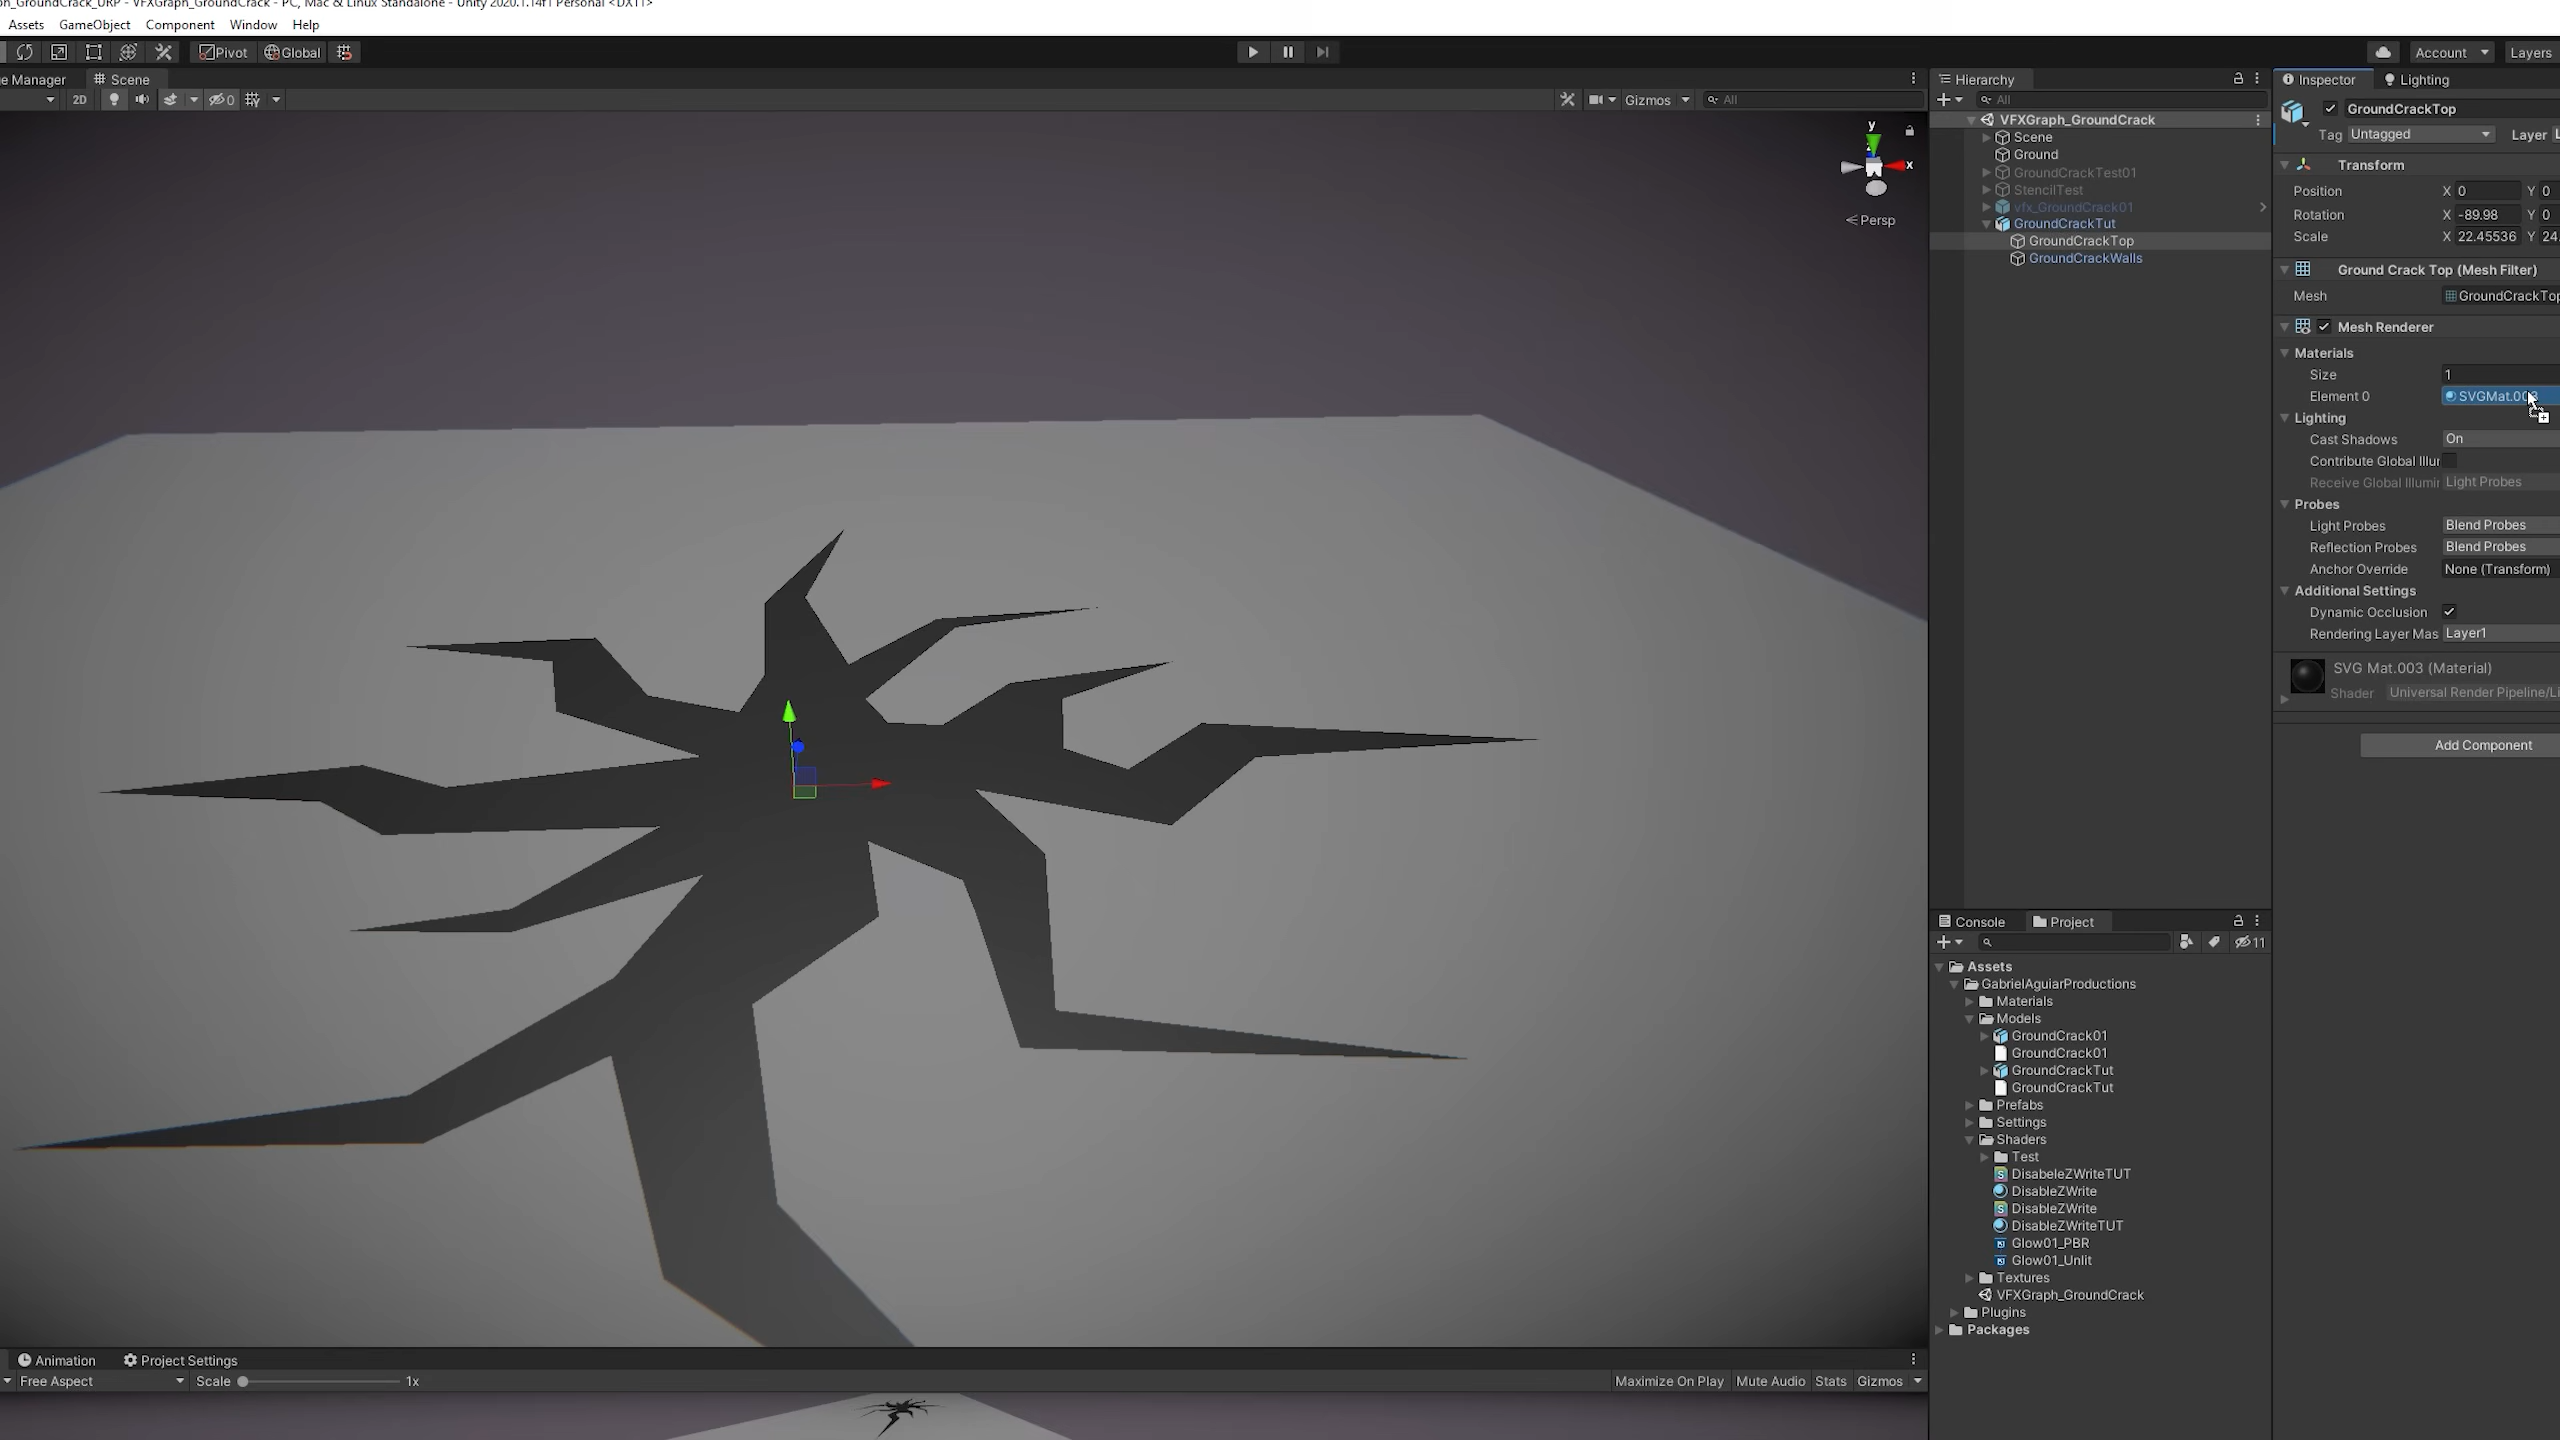 ph_GroundCrack_URP - VFXGraph_GroundCrack - PC, Mac & Linux Standalone - Unity 2020.1.14f1 Personal <DX11>
Assets GameObject Component Window Help
Pivot Global Account Layers
e Manager Scene
2D 0 Gizmos All
y
x
Persp
Hierarchy
All
VFXGraph_GroundCrack
Scene
Ground
GroundCrackTest01
StencilTest
vfx_GroundCrack01
GroundCrackTut
GroundCrackTop
GroundCrackWalls
Inspector Lighting
GroundCrackTop
Tag Untagged Layer L
Transform
Position X 0 Y 0
Rotation X -89.98 Y 0
Scale X 22.45536 Y 24.
Ground Crack Top (Mesh Filter)
Mesh GroundCrackTop
Mesh Renderer
Materials
Size 1
Element 0 SVGMat.003
Lighting
Cast Shadows On
Contribute Global Illur
Receive Global Illumir Light Probes
Probes
Light Probes Blend Probes
Reflection Probes Blend Probes
Anchor Override None (Transform)
Additional Settings
Dynamic Occlusion
Rendering Layer Mas Layer1
SVG Mat.003 (Material)
Shader Universal Render Pipeline/Li
Add Component
Console Project
11
Assets
GabrielAguiarProductions
Materials
Models
GroundCrack01
GroundCrack01
GroundCrackTut
GroundCrackTut
Prefabs
Settings
Shaders
Test
DisabeleZWriteTUT
DisableZWrite
DisableZWrite
DisableZWriteTUT
Glow01_PBR
Glow01_Unlit
Textures
VFXGraph_GroundCrack
Plugins
Packages
Animation Project Settings
Free Aspect Scale 1x Maximize On Play Mute Audio Stats Gizmos